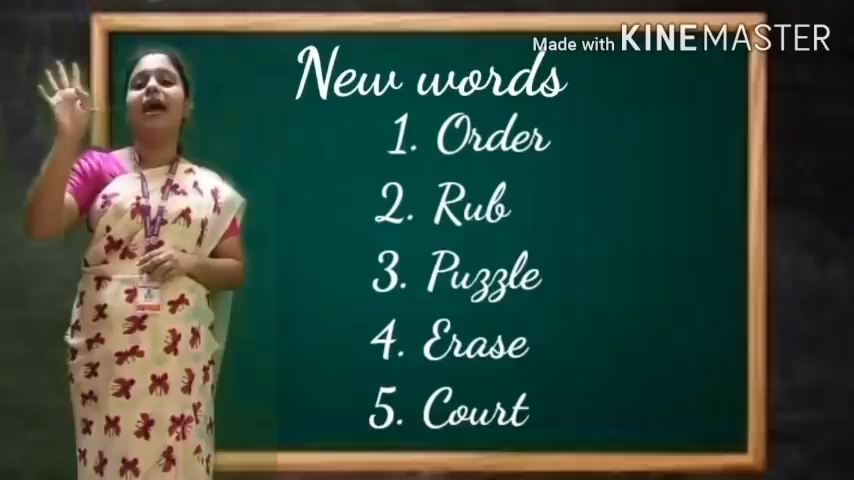 Made with KINEMASTER
New words
1. Order
2. Rub
3. Puzzle
4. Erase
5. Court